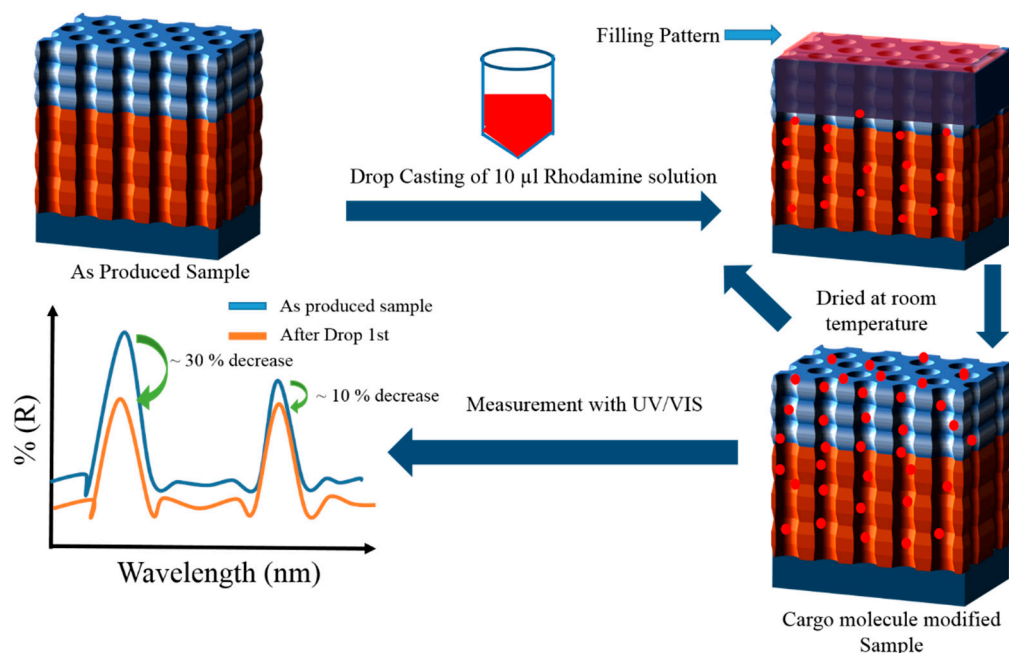 Filling Pattern
Drop Casting of 10 µl Rhodamine solution
As Produced Sample
Dried at room
temperature
As produced sample
After Drop 1st
~ 30 % decrease
~ 10 % decrease
% (R)
Wavelength (nm)
Measurement with UV/VIS
Cargo molecule modified
Sample